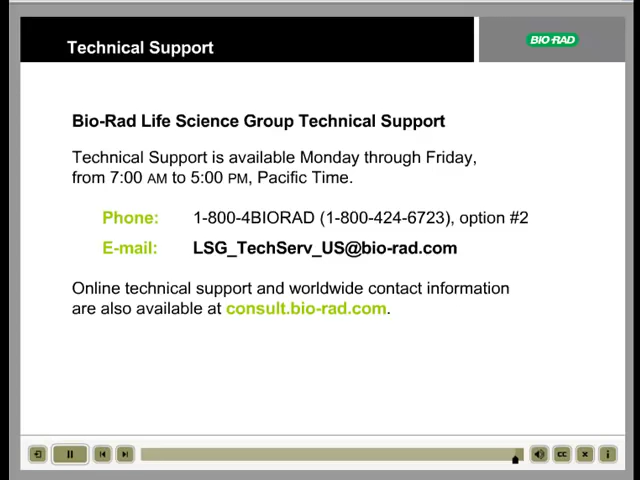 Technical Support
BIO-RAD
Bio-Rad Life Science Group Technical Support
Technical Support is available Monday through Friday,
from 7:00 AM to 5:00 PM, Pacific Time.
Phone: 1-800-4BIORAD (1-800-424-6723), option #2
E-mail: LSG_TechServ_US@bio-rad.com
Online technical support and worldwide contact information
are also available at consult.bio-rad.com.
CC